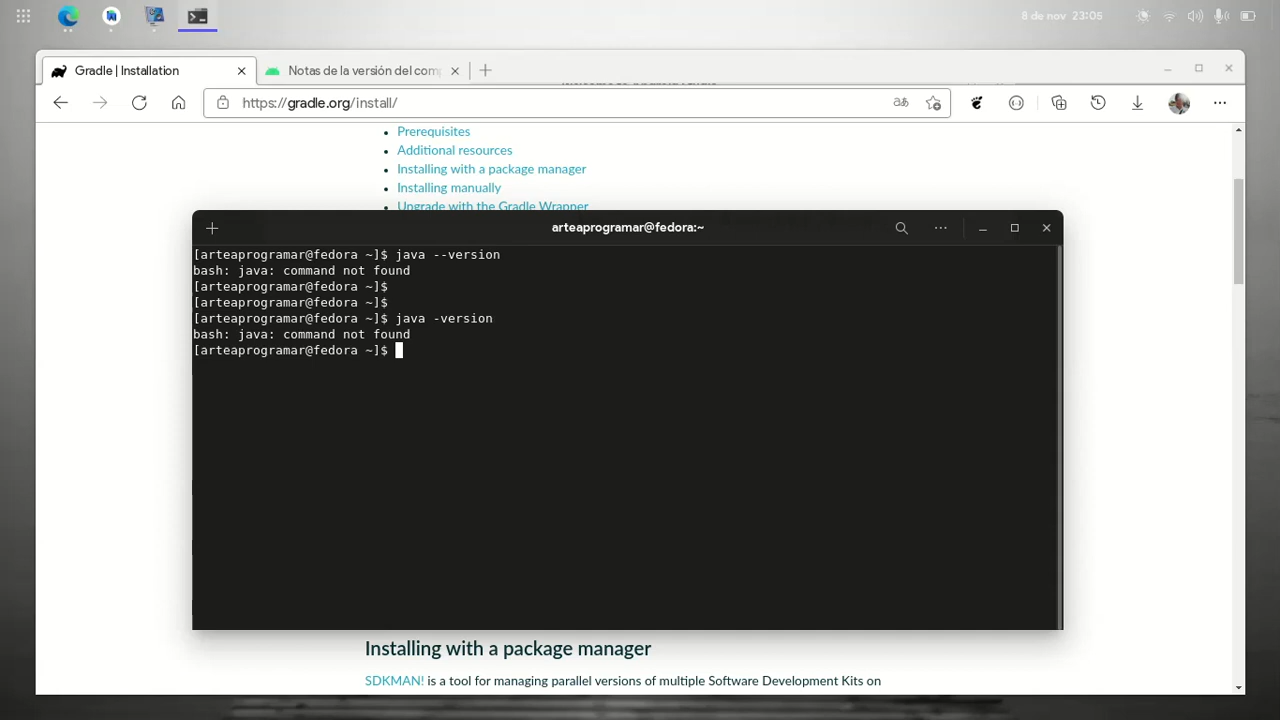 8 de nov 23:05
Gradle | Installation
Notas de la versión del com
https://gradle.org/install/
Prerequisites
Additional resources
Installing with a package manager
Installing manually
Upgrade with the Gradle Wrapper
arteaprogramar@fedora:~
[arteaprogramar@fedora ~]$ java --version
bash: java: command not found
[arteaprogramar@fedora ~]$
[arteaprogramar@fedora ~]$
[arteaprogramar@fedora ~]$ java -version
bash: java: command not found
[arteaprogramar@fedora ~]$
Installing with a package manager
SDKMAN! is a tool for managing parallel versions of multiple Software Development Kits on